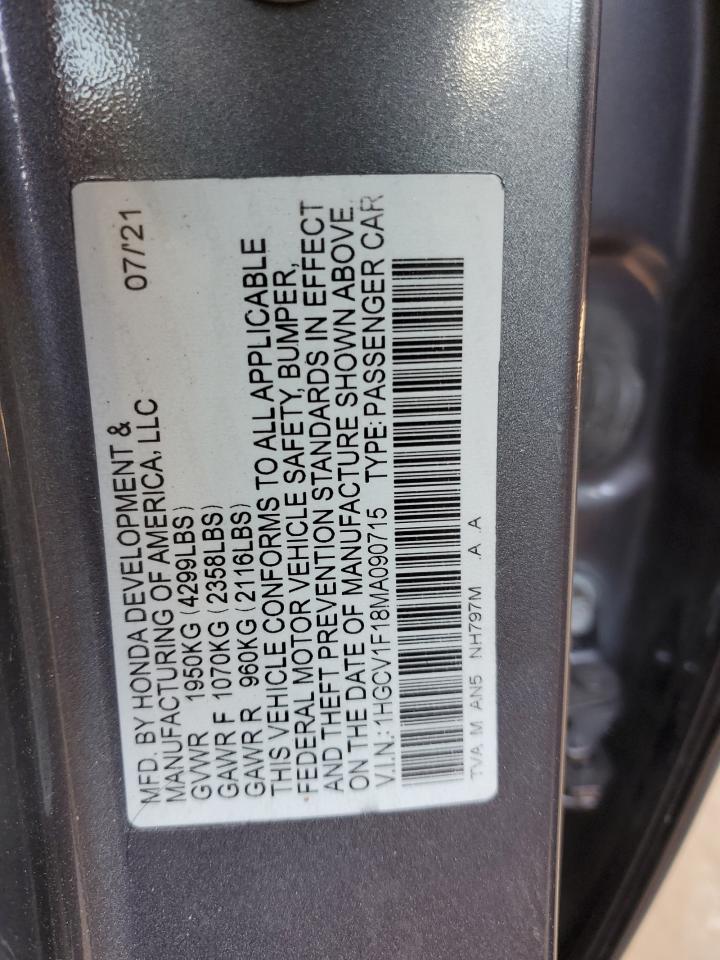 MFD. BY HONDA DEVELOPMENT &
MANUFACTURING OF AMERICA, LLC 07/'21
GVWR 1950KG (4299LBS)
GAWR F 1070KG (2358LBS)
GAWR R 960KG (2116LBS)
THIS VEHICLE CONFORMS TO ALL APPLICABLE
FEDERAL MOTOR VEHICLE SAFETY, BUMPER,
AND THEFT PREVENTION STANDARDS IN EFFECT
ON THE DATE OF MANUFACTURE SHOWN ABOVE.
V.I.N.: 1HGCV1F18MA090715 TYPE: PASSENGER CAR
TVA M AN5 NH797M A A